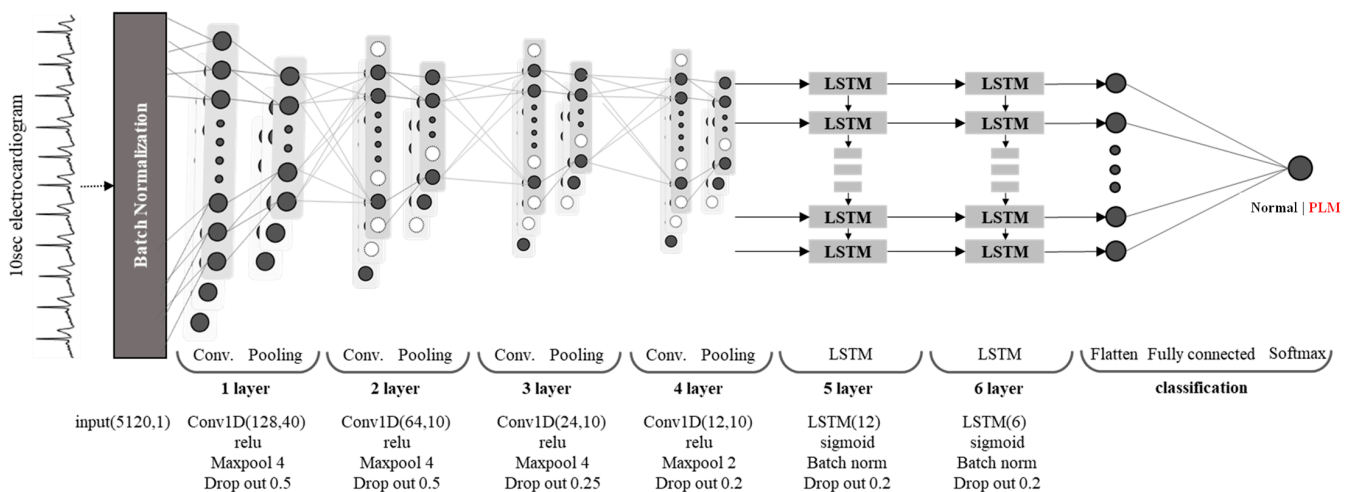 10sec electrocardiogram
Batch Normalization
LSTM LSTM
LSTM LSTM
LSTM LSTM
LSTM LSTM
Normal | PLM
Conv. Pooling Conv. Pooling Conv. Pooling Conv. Pooling LSTM LSTM Flatten Fully connected Softmax
1 layer 2 layer 3 layer 4 layer 5 layer 6 layer classification
input(5120,1) Conv1D(128,40) Conv1D(64,10) Conv1D(24,10) Conv1D(12,10) LSTM(12) LSTM(6)
relu relu relu relu sigmoid sigmoid
Maxpool 4 Maxpool 4 Maxpool 4 Maxpool 2 Batch norm Batch norm
Drop out 0.5 Drop out 0.5 Drop out 0.25 Drop out 0.2 Drop out 0.2 Drop out 0.2